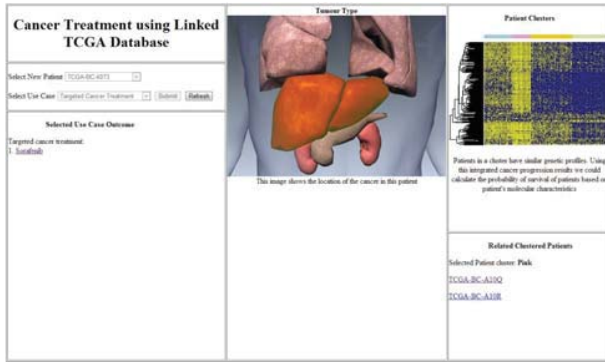 Cancer Treatment using Linked
TCGA Database
Select New Patient TCGA-BC-4073
Select Use Case Targeted Cancer Treatment Submit Refresh
Selected Use Case Outcome
Targeted cancer treatment:
1. Sorafenib
Tumour Type
This image shows the location of the cancer in this patient
Patient Clusters
Patients in a cluster have similar genetic profiles. Using
this integrated cancer progression results we could
calculate the probability of survival of patients based on
patient's molecular characteristics
Related Clustered Patients
Selected Patient cluster: Pink
TCGA-BC-A10Q
TCGA-BC-A10R